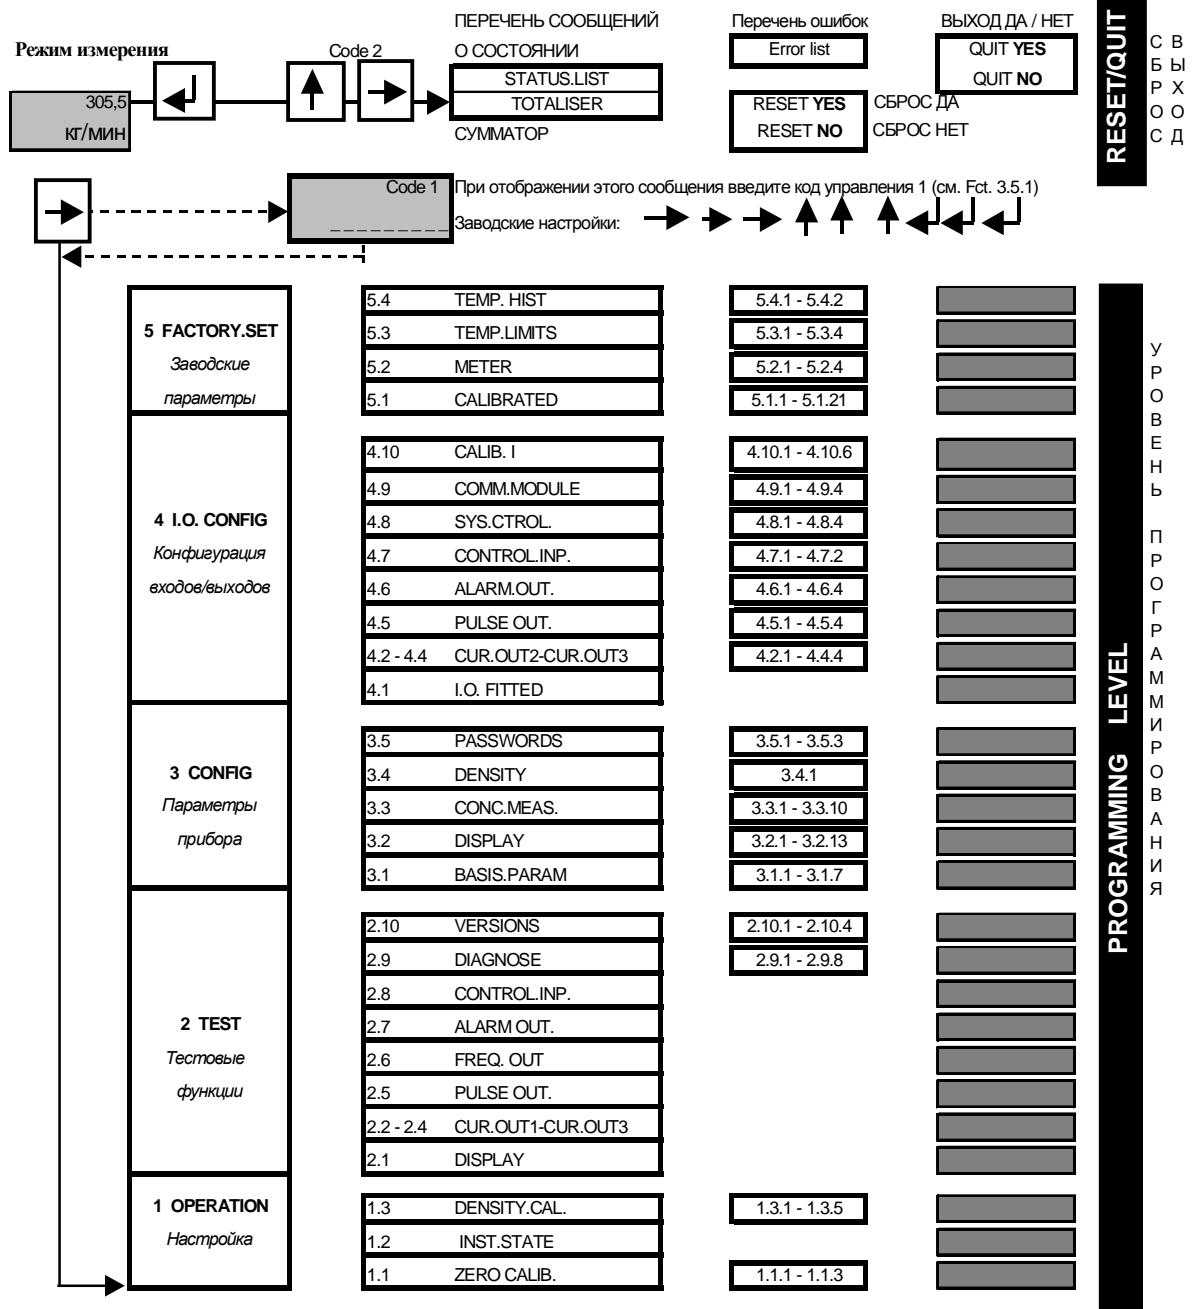 ПЕРЕЧЕНЬ СООБЩЕНИЙ
О СОСТОЯНИИ
Перечень ошибок
ВЫХОД ДА / НЕТ
Режим измерения
Code 2
STATUS.LIST
TOTALISER
СУММАТОР
Error list
QUIT YES
QUIT NO
RESET YES
RESET NO
СБРОС ДА
СБРОС НЕТ
305,5
кг/мин
RESET/QUIT
СБРОС
ВЫХОД
Code 1
_ _ _ _ _ _ _ _ _
При отображении этого сообщения введите код управления 1 (см. Fct. 3.5.1)
Заводские настройки:
5 FACTORY.SET
Заводские
параметры
5.4 TEMP. HIST 5.4.1 - 5.4.2
5.3 TEMP.LIMITS 5.3.1 - 5.3.4
5.2 METER 5.2.1 - 5.2.4
5.1 CALIBRATED 5.1.1 - 5.1.21
4 I.O. CONFIG
Конфигурация
входов/выходов
4.10 CALIB. I 4.10.1 - 4.10.6
4.9 COMM.MODULE 4.9.1 - 4.9.4
4.8 SYS.CTROL. 4.8.1 - 4.8.4
4.7 CONTROL.INP. 4.7.1 - 4.7.2
4.6 ALARM.OUT. 4.6.1 - 4.6.4
4.5 PULSE OUT. 4.5.1 - 4.5.4
4.2 - 4.4 CUR.OUT2-CUR.OUT3 4.2.1 - 4.4.4
4.1 I.O. FITTED
3 CONFIG
Параметры
прибора
3.5 PASSWORDS 3.5.1 - 3.5.3
3.4 DENSITY 3.4.1
3.3 CONC.MEAS. 3.3.1 - 3.3.10
3.2 DISPLAY 3.2.1 - 3.2.13
3.1 BASIS.PARAM 3.1.1 - 3.1.7
2 TEST
Тестовые
функции
2.10 VERSIONS 2.10.1 - 2.10.4
2.9 DIAGNOSE 2.9.1 - 2.9.8
2.8 CONTROL.INP.
2.7 ALARM OUT.
2.6 FREQ. OUT
2.5 PULSE OUT.
2.2 - 2.4 CUR.OUT1-CUR.OUT3
2.1 DISPLAY
1 OPERATION
Настройка
1.3 DENSITY.CAL. 1.3.1 - 1.3.5
1.2 INST.STATE
1.1 ZERO CALIB. 1.1.1 - 1.1.3
PROGRAMMING LEVEL
УРОВЕНЬ ПРОГРАММИРОВАНИЯ